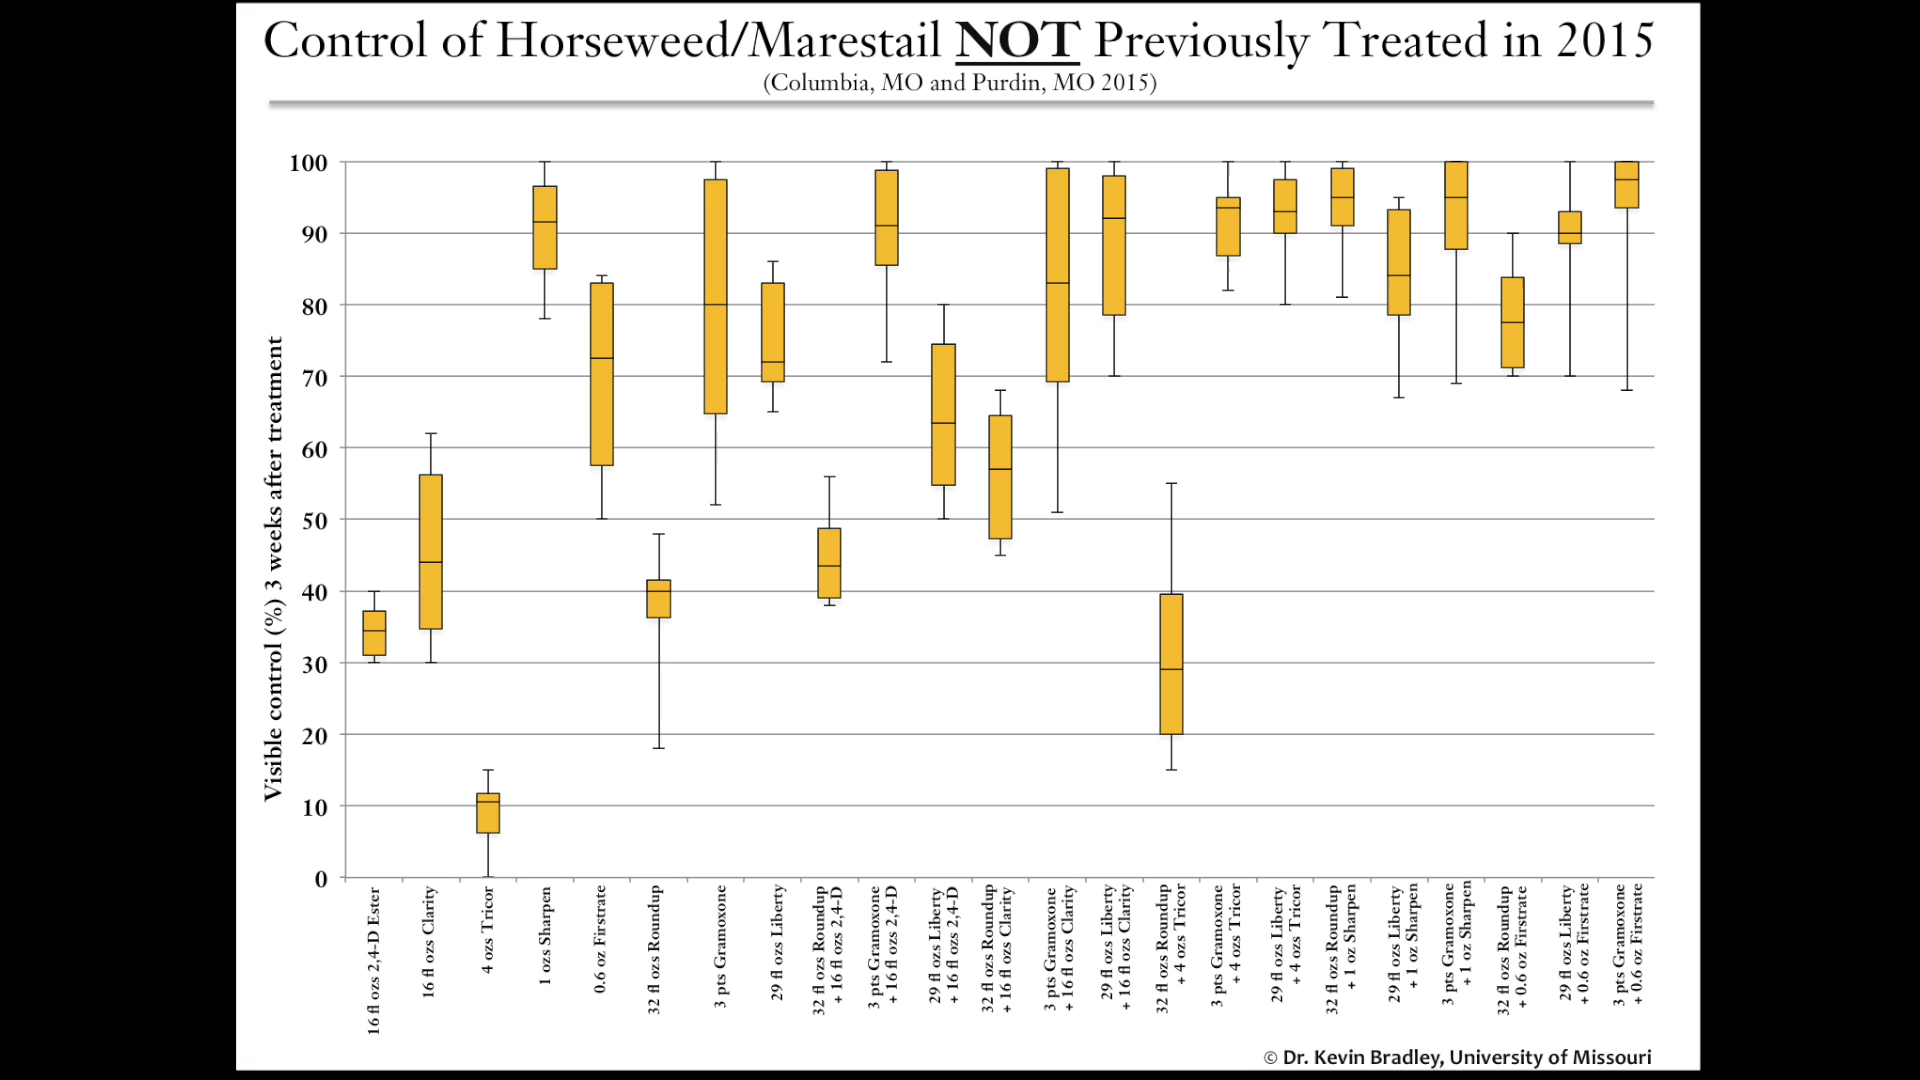 Control of Horseweed/Marestail NOT Previously Treated in 2015
(Columbia, MO and Purdin, MO 2015)
Visible control (%) 3 weeks after treatment
100
90
80
70
60
50
40
30
20
10
0
16 fl ozs 2,4-D Ester
16 fl ozs Clarity
4 ozs Tricor
1 ozs Sharpen
0.6 oz Firstrate
32 fl ozs Roundup
3 pts Gramoxone
29 fl ozs Liberty
32 fl ozs Roundup
+ 16 fl ozs 2,4-D
3 pts Gramoxone
+ 16 fl ozs 2,4-D
29 fl ozs Liberty
+ 16 fl ozs 2,4-D
32 fl ozs Roundup
+ 16 fl ozs Clarity
3 pts Gramoxone
+ 16 fl ozs Clarity
29 fl ozs Liberty
+ 16 fl ozs Clarity
32 fl ozs Roundup
+ 4 ozs Tricor
3 pts Gramoxone
+ 4 ozs Tricor
29 fl ozs Liberty
+ 4 ozs Tricor
32 fl ozs Roundup
+ 1 oz Sharpen
29 fl ozs Liberty
+ 1 oz Sharpen
3 pts Gramoxone
+ 1 oz Sharpen
32 fl ozs Roundup
+ 0.6 oz Firstrate
29 fl ozs Liberty
+ 0.6 oz Firstrate
3 pts Gramoxone
+ 0.6 oz Firstrate
© Dr. Kevin Bradley, University of Missouri